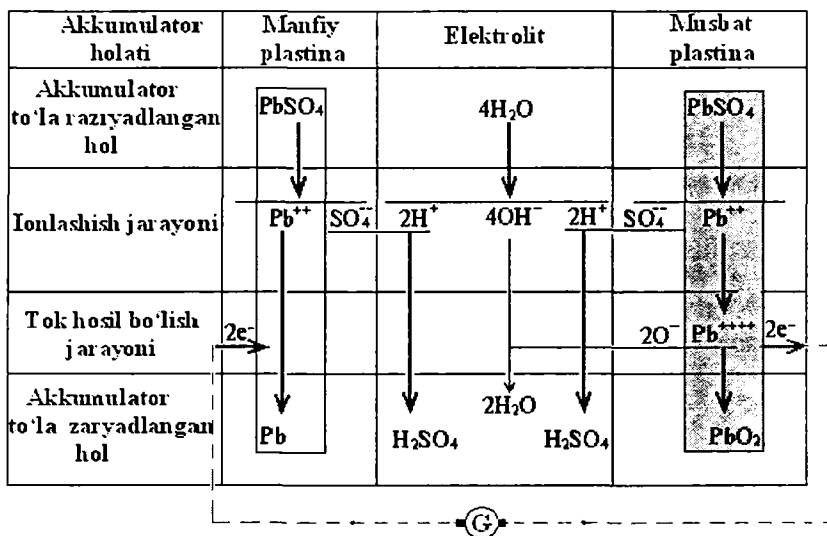 Akkumulator
holati
Manfiy
plastina
Elektrolit
Musbat
plastina
Akkumulator
to‘la razryadlangan
hol
PbSO₄
4H₂O
PbSO₄
Ionlashish jarayoni
Pb⁺⁺
SO₄⁻⁻
2H⁺
4OH⁻
2H⁺
SO₄⁻⁻
Pb⁺⁺
Tok hosil bo‘lish
jarayoni
2e⁻
2O⁻
Pb⁺⁺⁺⁺
2e⁻
Akkumulator
to‘la zaryadlangan
hol
Pb
H₂SO₄
2H₂O
H₂SO₄
PbO₂
G